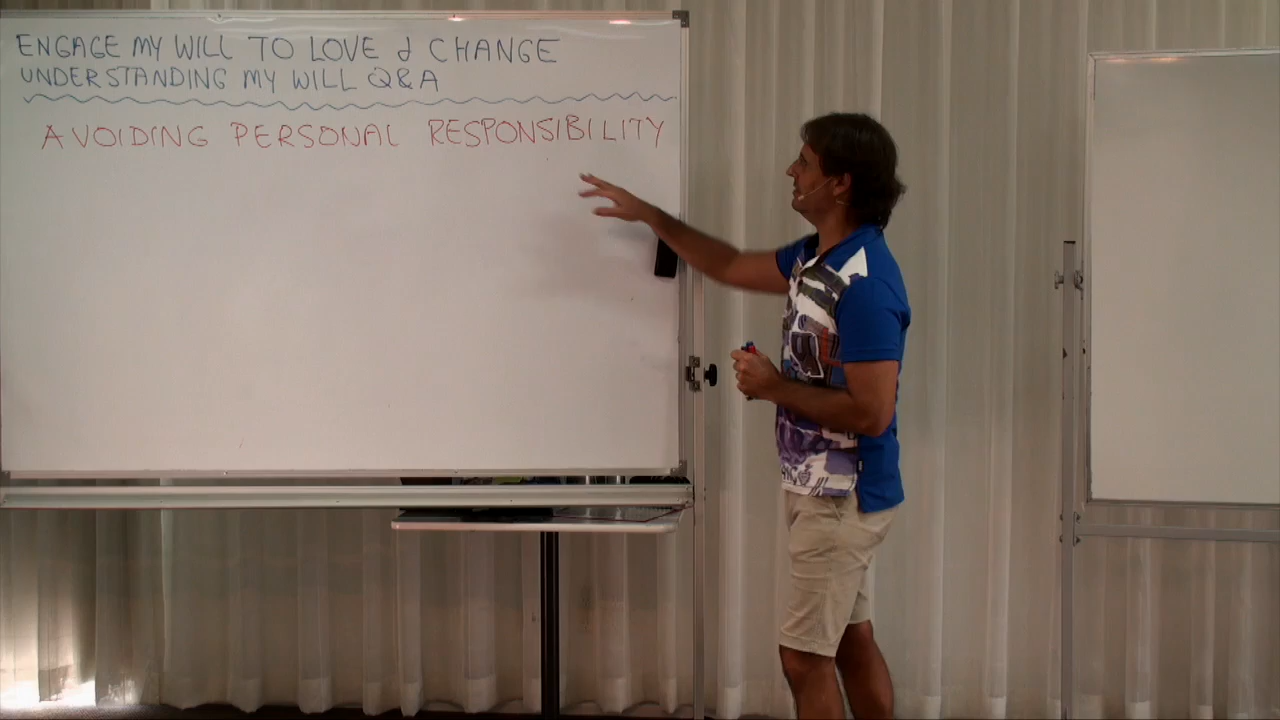 ENGAGE MY WILL TO LOVE & CHANGE
UNDERSTANDING MY WILL Q&A
AVOIDING PERSONAL RESPONSIBILITY